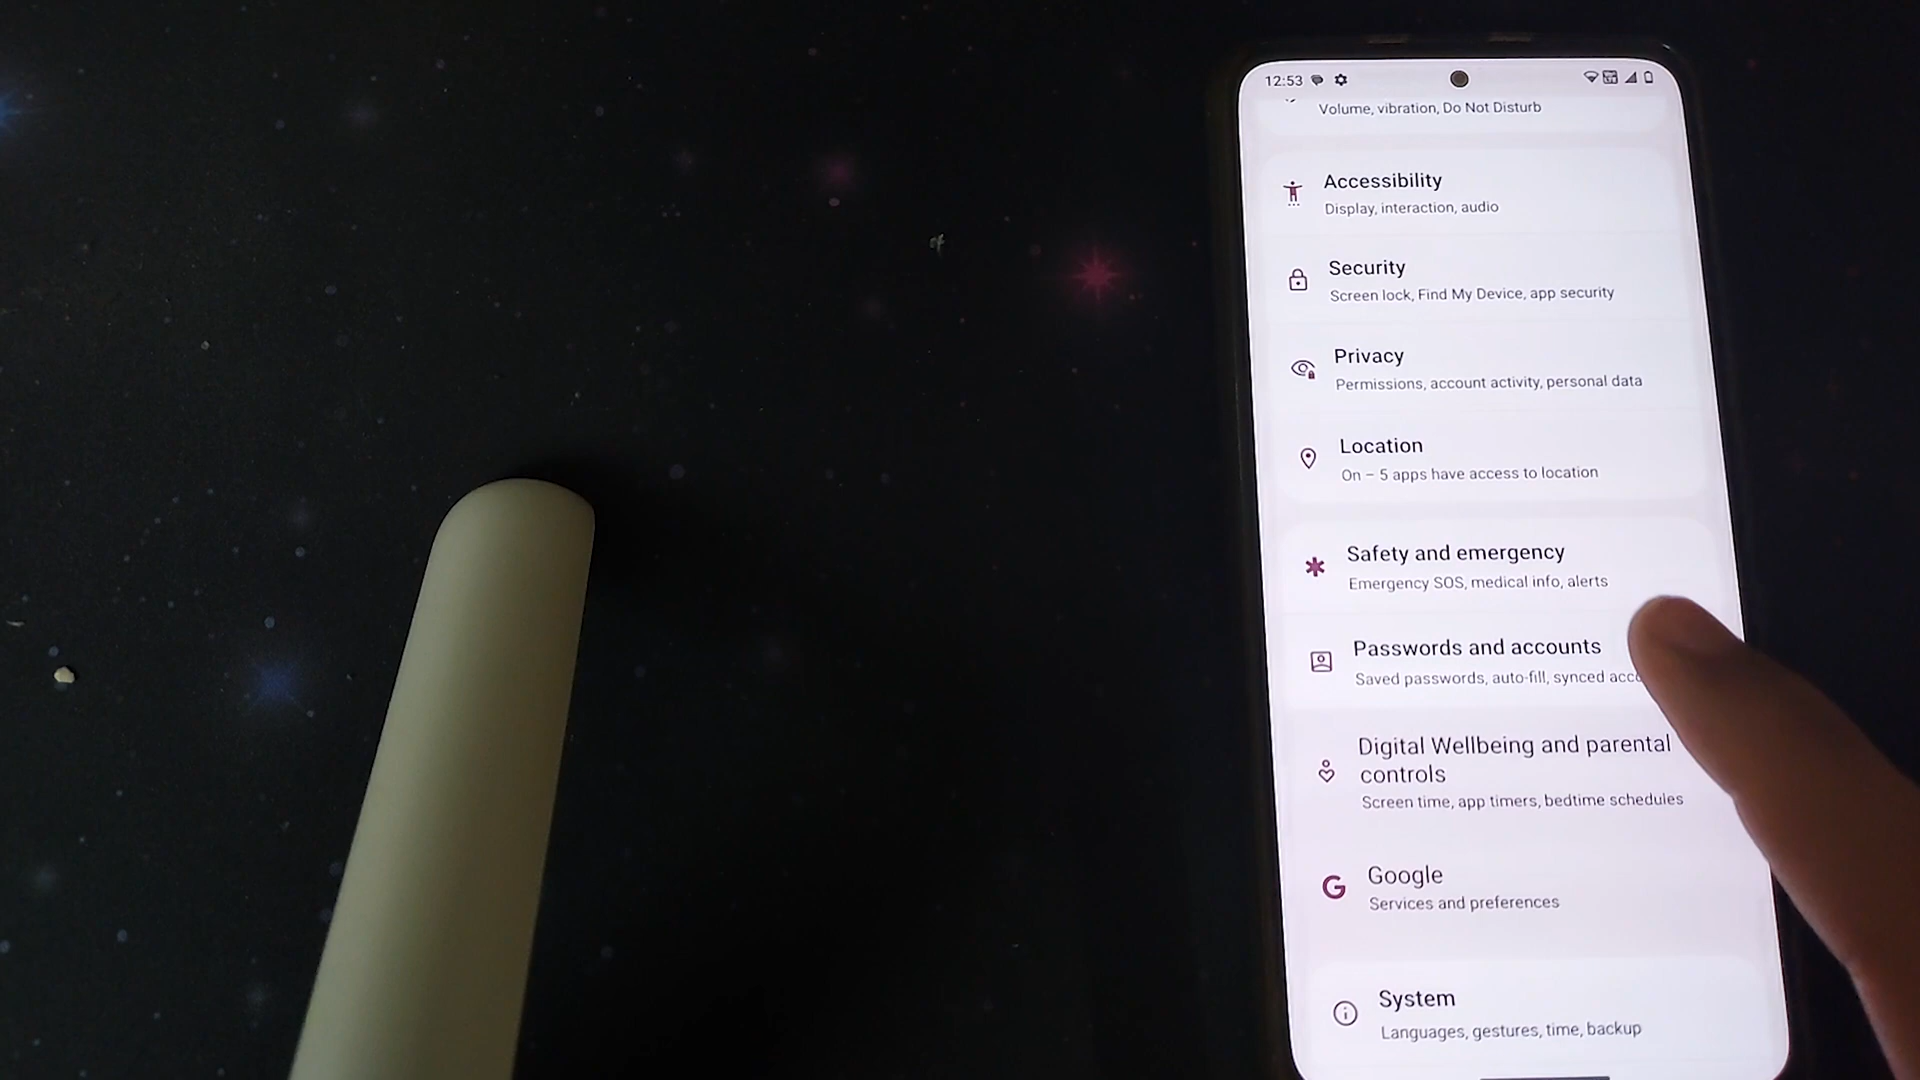 12:53
Volume, vibration, Do Not Disturb
Accessibility
Display, interaction, audio
Security
Screen lock, Find My Device, app security
Privacy
Permissions, account activity, personal data
Location
On – 5 apps have access to location
Safety and emergency
Emergency SOS, medical info, alerts
Passwords and accounts
Saved passwords, auto-fill, synced
Digital Wellbeing and parental
controls
Screen time, app timers, bedtime schedules
Google
Services and preferences
System
Languages, gestures, time, backup